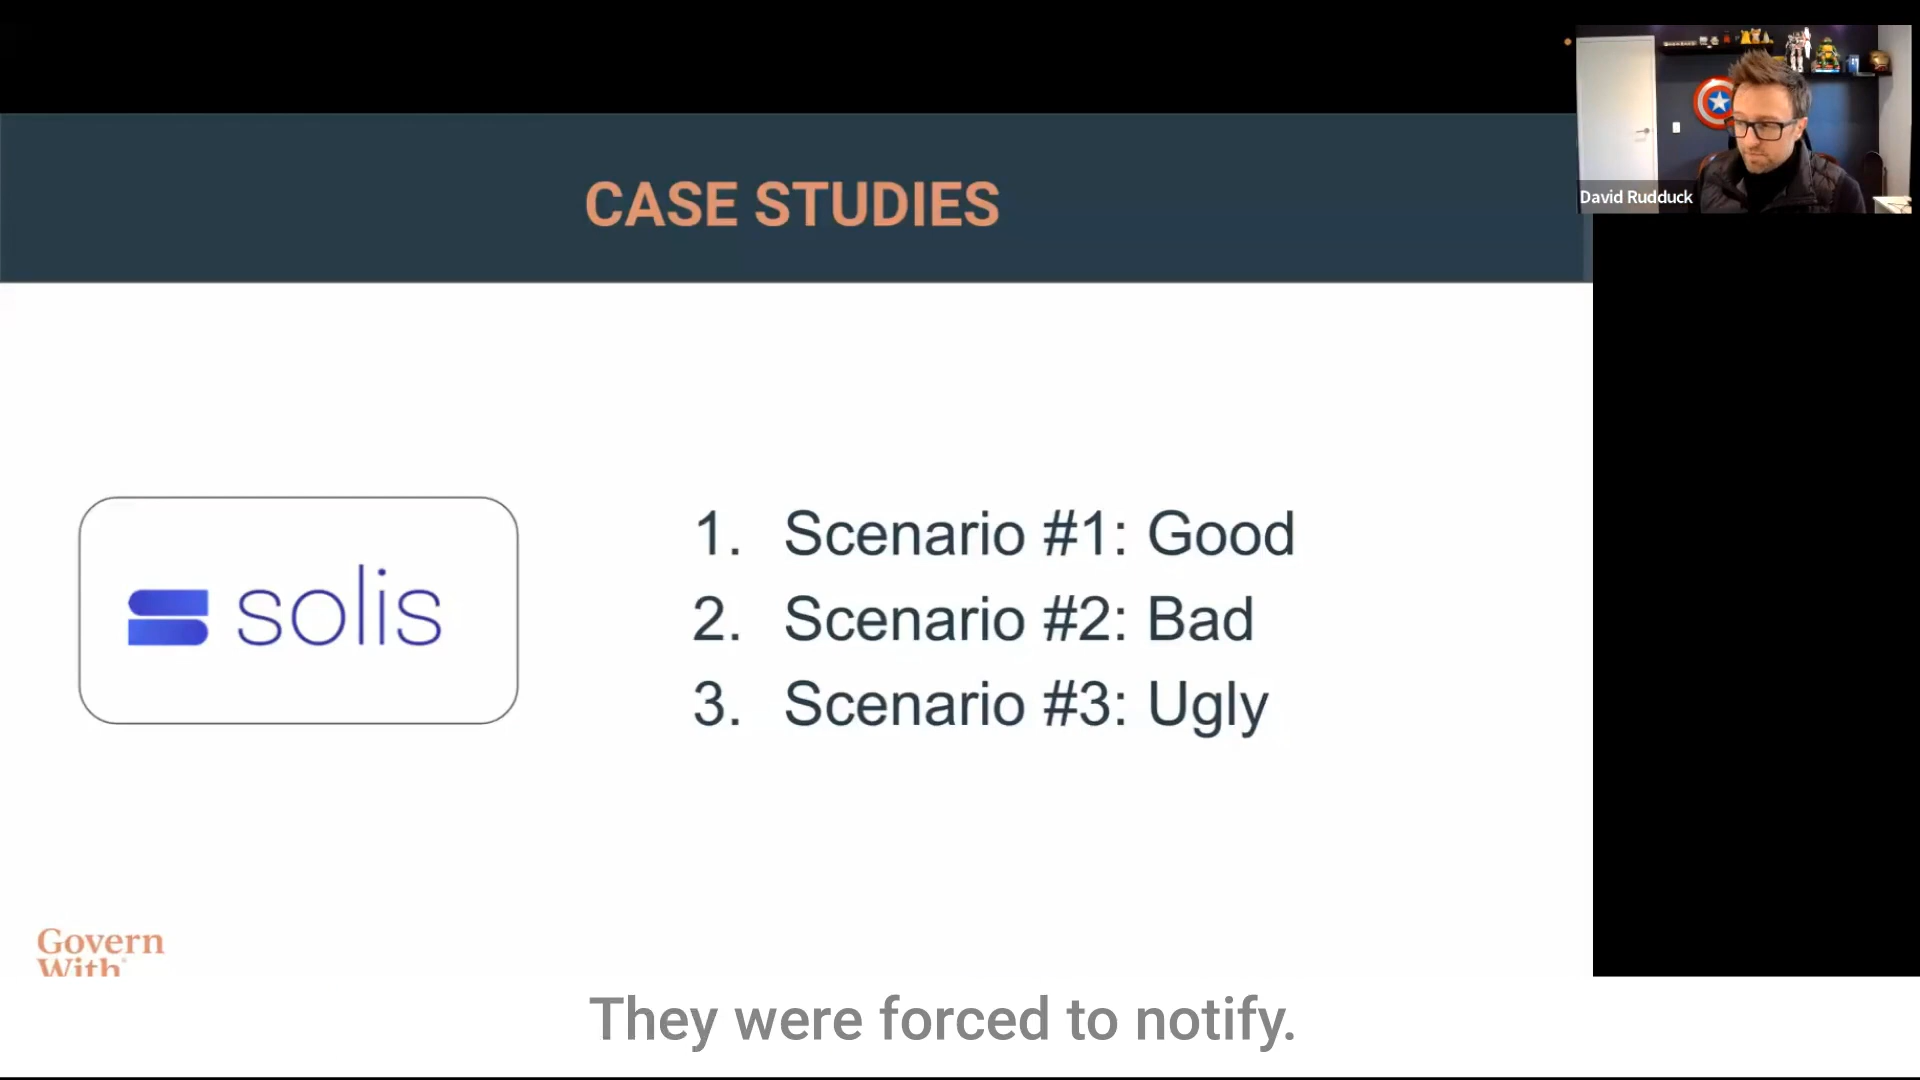 CASE STUDIES
David Rudduck
solis
1. Scenario #1: Good
2. Scenario #2: Bad
3. Scenario #3: Ugly
Govern
With
They were forced to notify.